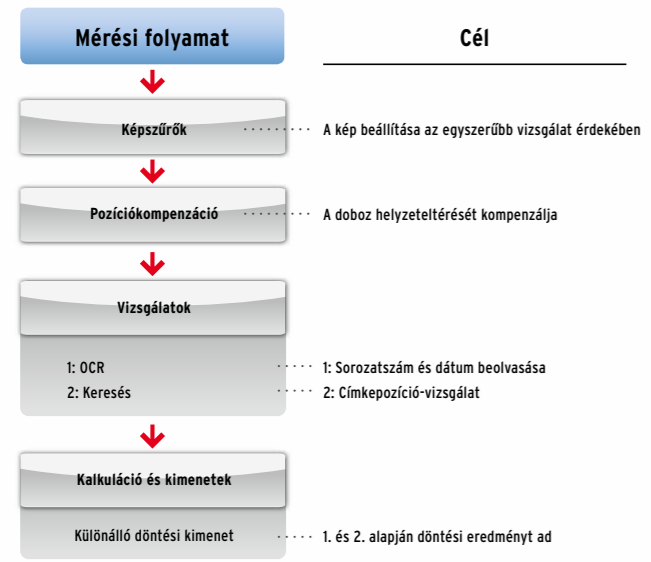 Mérési folyamat
Cél
Képszűrők
A kép beállítása az egyszerűbb vizsgálat érdekében
Pozíciókompenzáció
A doboz helyzeteltérését kompenzálja
Vizsgálatok
1: OCR
1: Sorozatszám és dátum beolvasása
2: Keresés
2: Címkepozíció-vizsgálat
Kalkuláció és kimenetek
Különálló döntési kimenet
1. és 2. alapján döntési eredményt ad